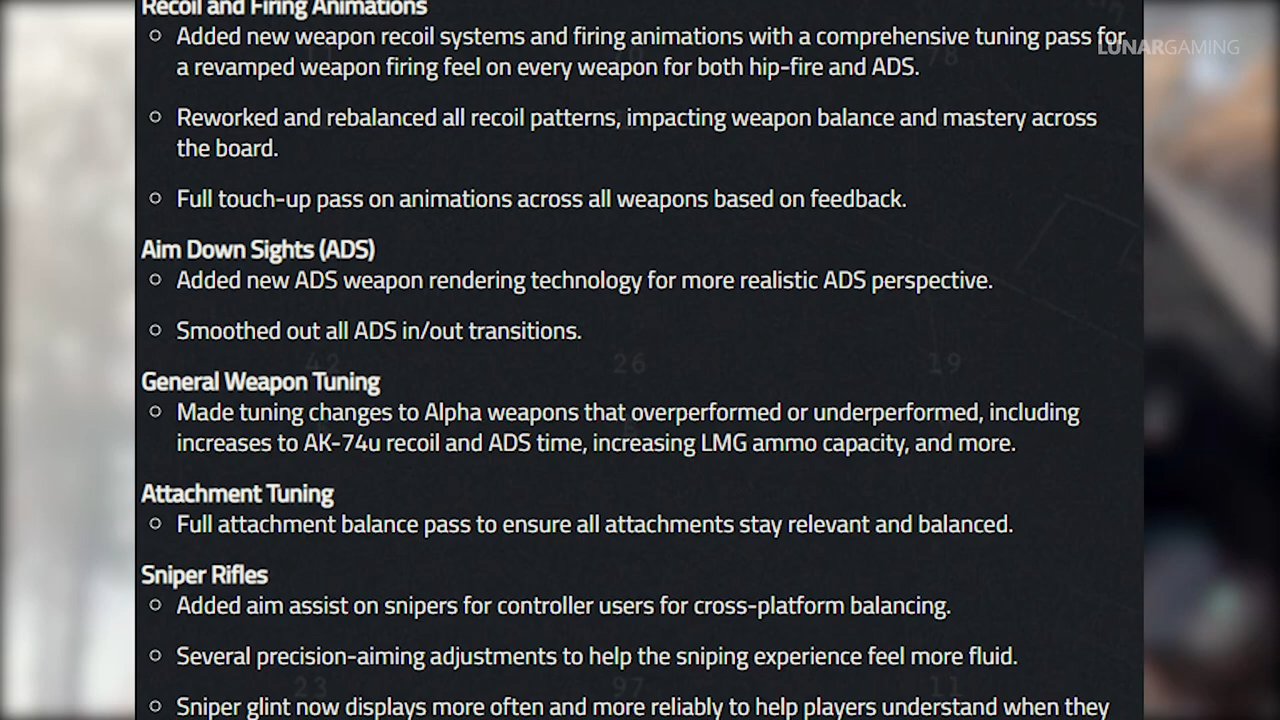 Recoil and Firing Animations
Added new weapon recoil systems and firing animations with a comprehensive tuning pass for
LUNARGAMING
a revamped weapon firing feel on every weapon for both hip-fire and ADS.
78
Reworked and rebalanced all recoil patterns, impacting weapon balance and mastery across
the board.
Full touch-up pass on animations across all weapons based on feedback.
Aim Down Sights (ADS)
Added new ADS weapon rendering technology for more realistic ADS perspective.
Smoothed out all ADS in/out transitions.
42 26 19
General Weapon Tuning
Made tuning changes to Alpha weapons that overperformed or underperformed, including
increases to AK-74u recoil and ADS time, increasing LMG ammo capacity, and more.
Attachment Tuning
Full attachment balance pass to ensure all attachments stay relevant and balanced.
Sniper Rifles
Added aim assist on snipers for controller users for cross-platform balancing.
Several precision-aiming adjustments to help the sniping experience feel more fluid.
23 97 11
Sniper glint now displays more often and more reliably to help players understand when they